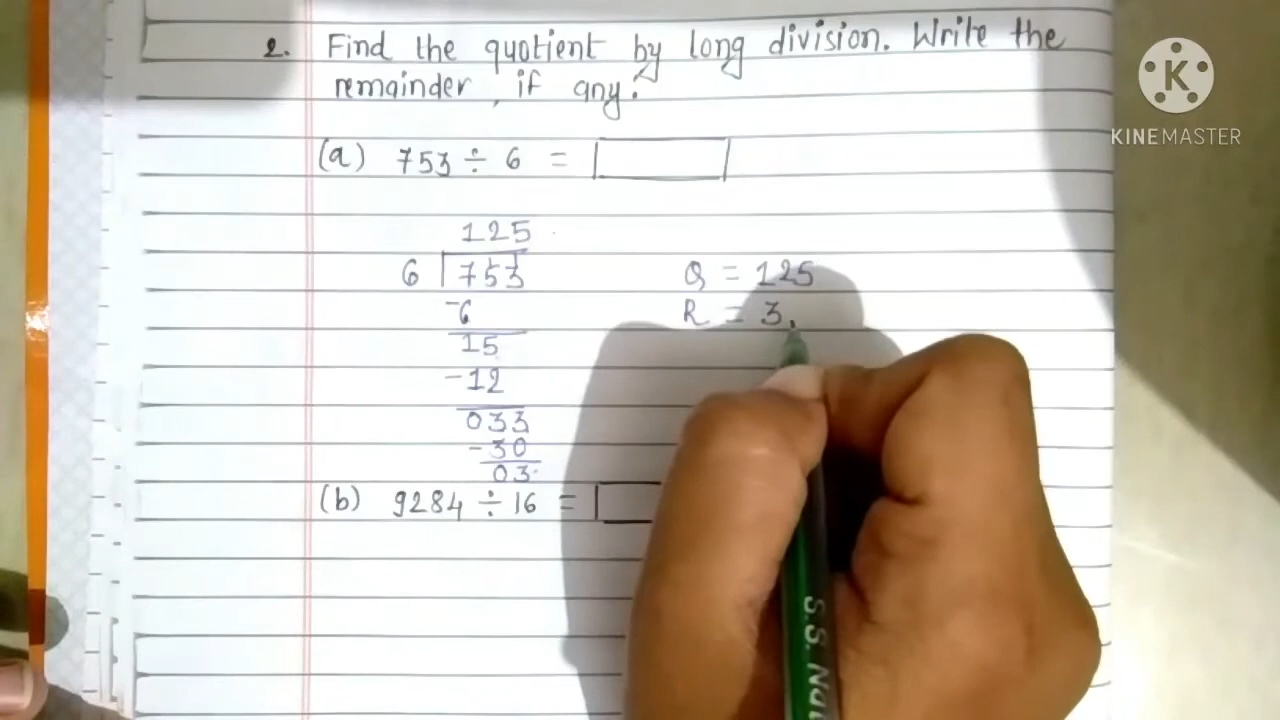 2. Find the quotient by long division. Write the
remainder, if any.
(a) 753 ÷ 6 =
125
6 753
-6
15
-12
033
-30
03
Q = 125
R = 3.
(b) 9284 ÷ 16 =
K
KINEMASTER
S.S. Nat